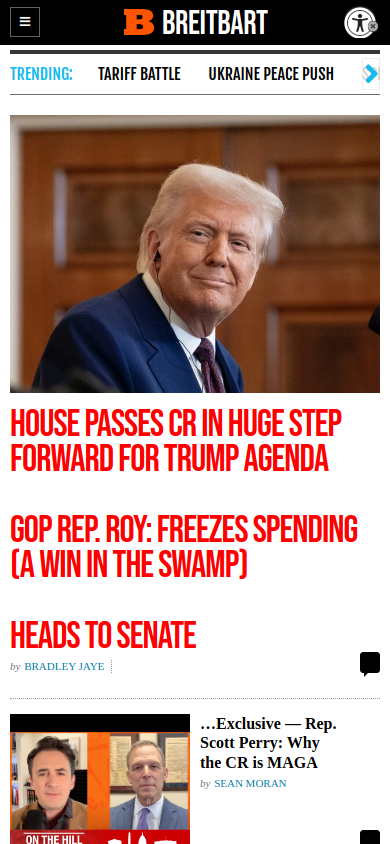 B BREITBART
TRENDING: TARIFF BATTLE UKRAINE PEACE PUSH
HOUSE PASSES CR IN HUGE STEP
FORWARD FOR TRUMP AGENDA
GOP REP. ROY: FREEZES SPENDING
(A WIN IN THE SWAMP)
HEADS TO SENATE
by BRADLEY JAYE
…Exclusive — Rep.
Scott Perry: Why
the CR is MAGA
by SEAN MORAN
ON THE HILL